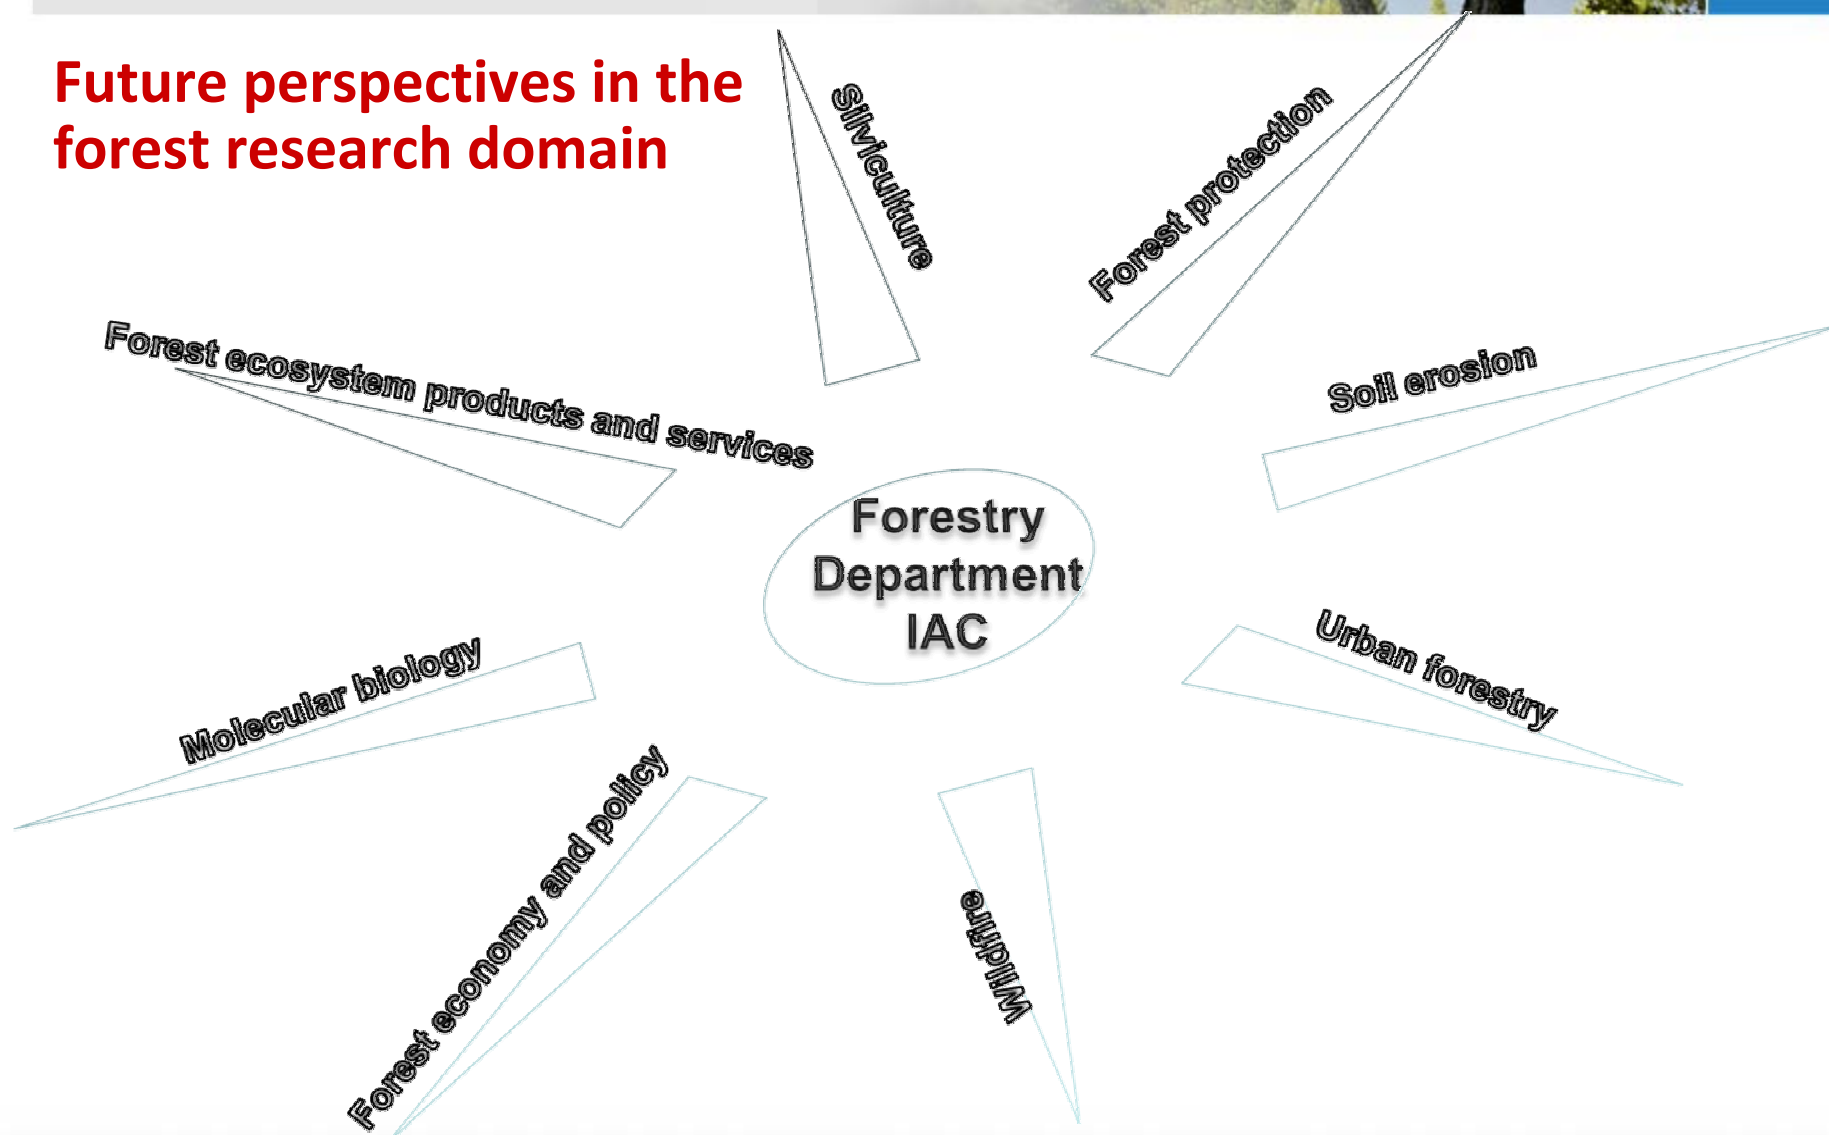 Future perspectives in the
forest research domain
Silviculture
Forest protection
Forest ecosystem products and services
Soil erosion
Forestry
Department
IAC
Urban forestry
Molecular biology
Forest economy and policy
Wildfire